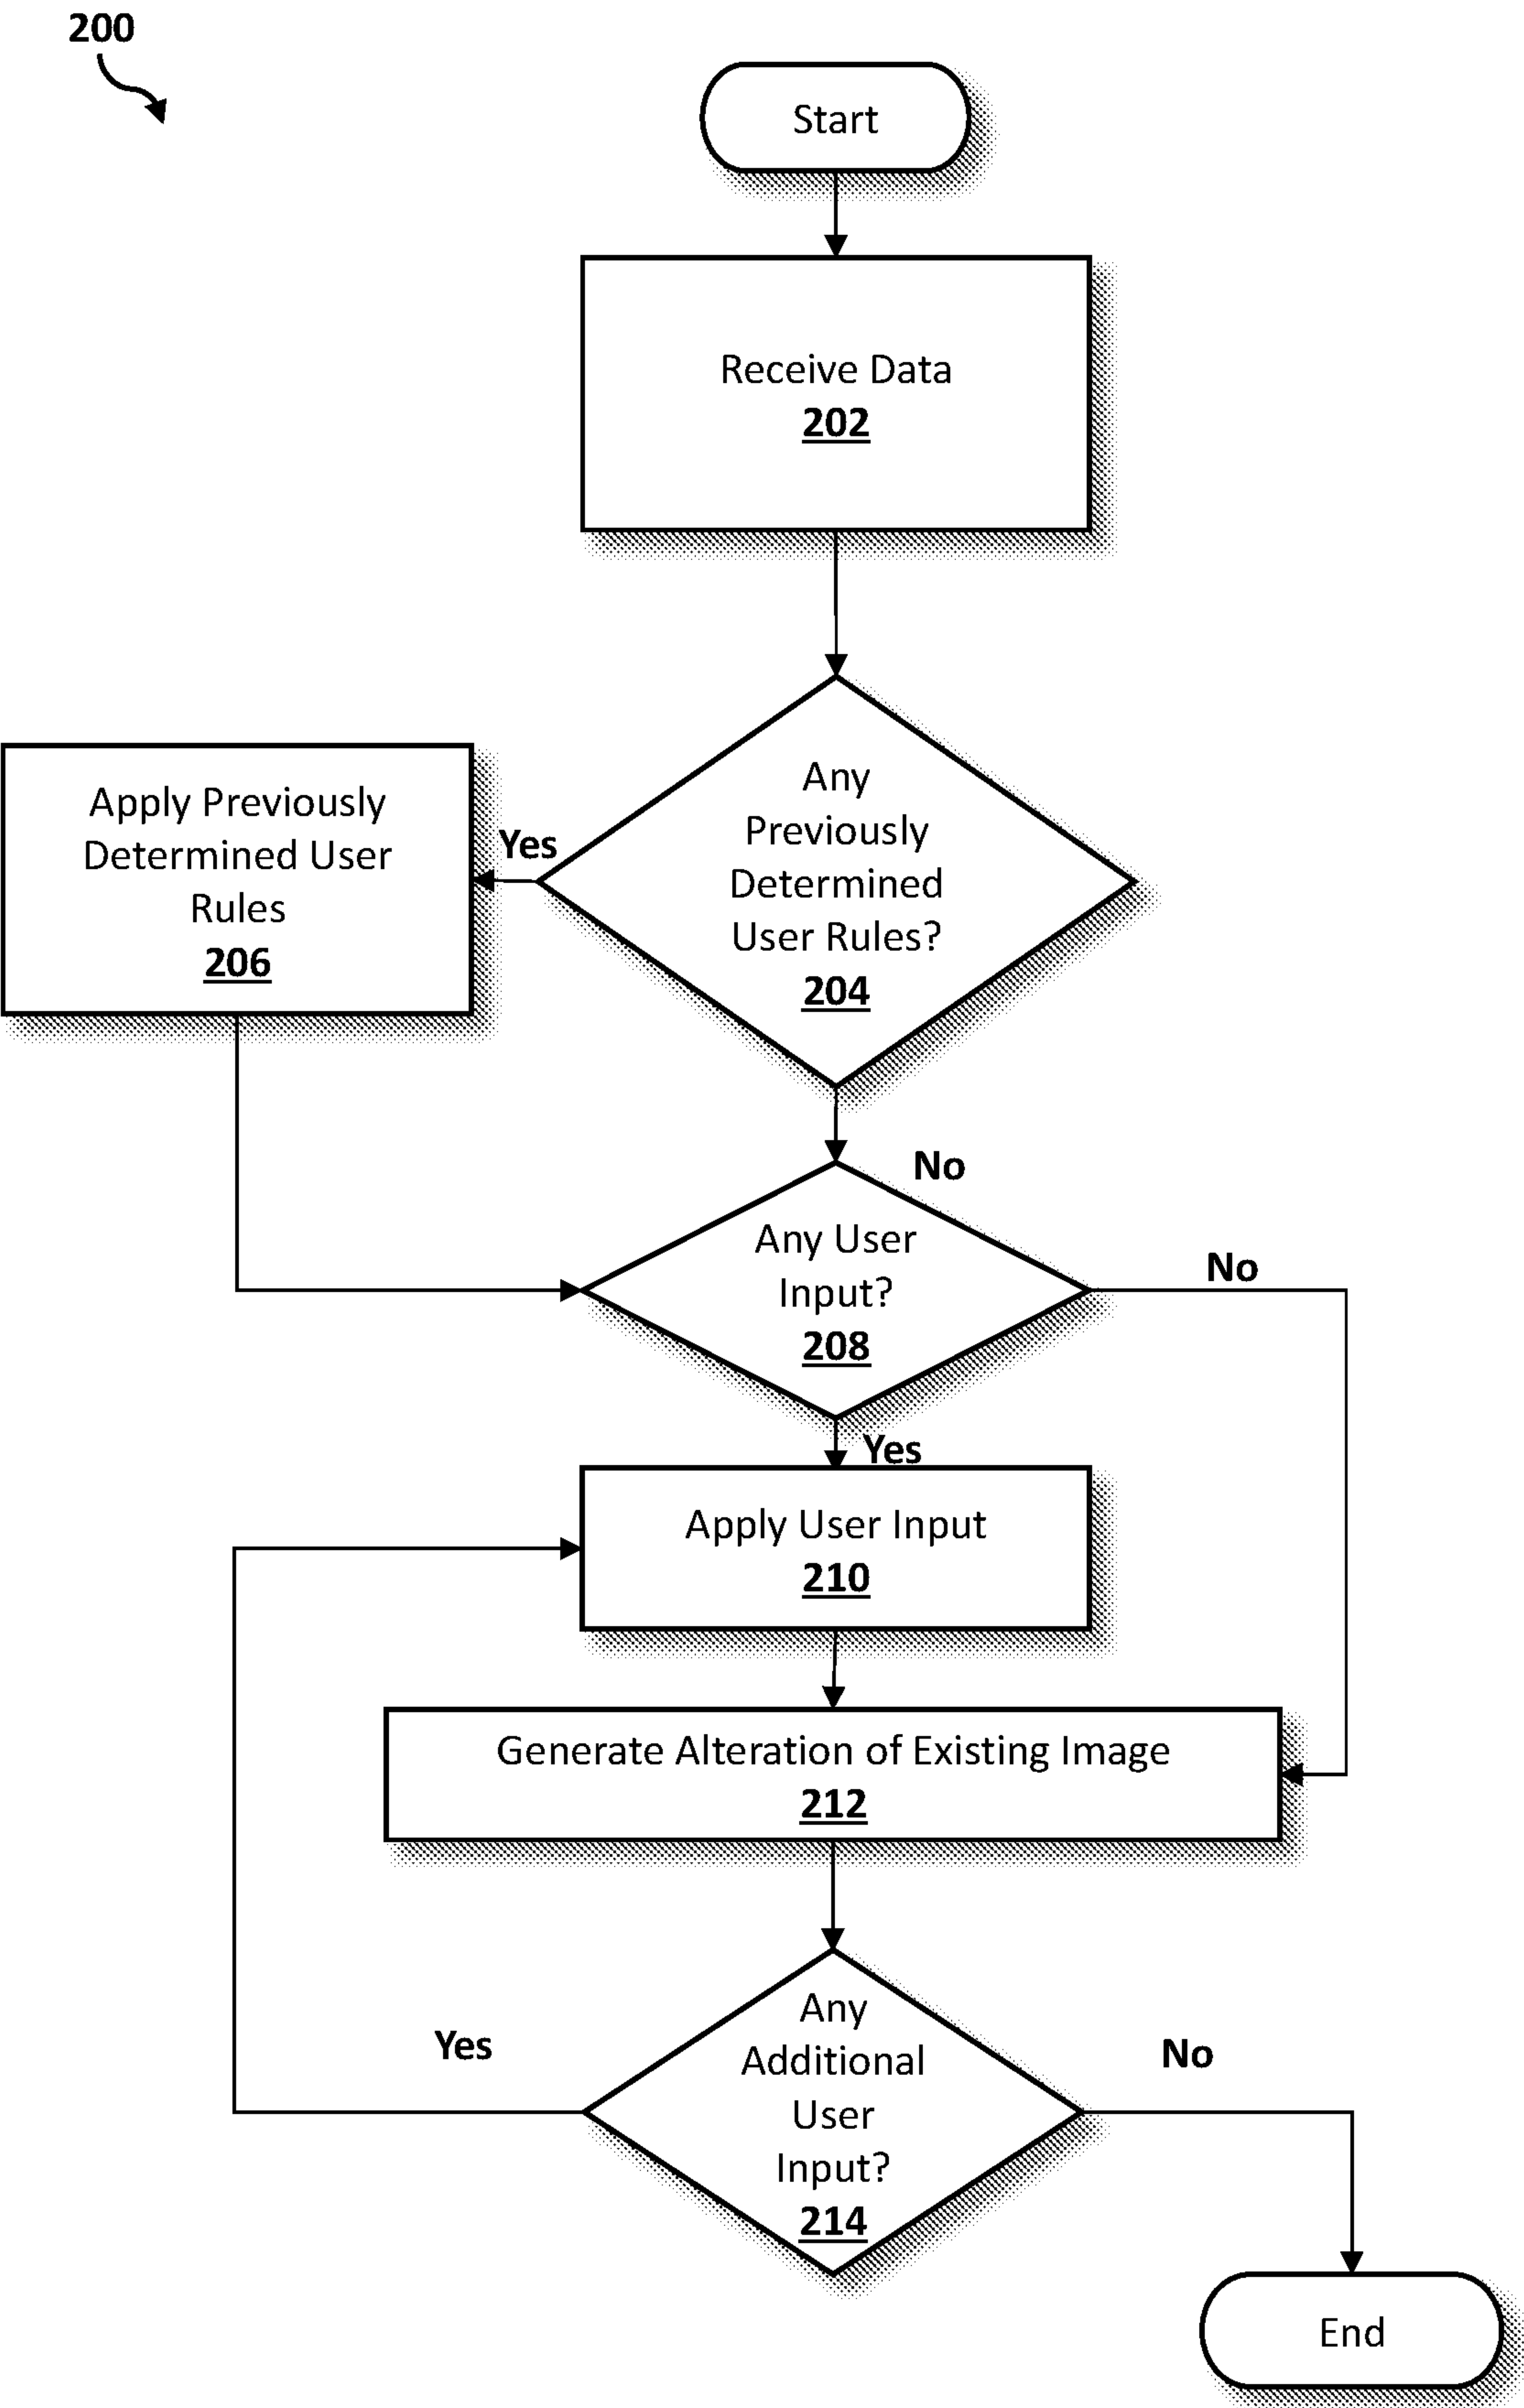 200
Start
Receive Data
202
Any
Previously
Determined
User Rules?
204
Yes
Apply Previously
Determined User
Rules
206
No
Any User
Input?
208
No
Yes
Apply User Input
210
Generate Alteration of Existing Image
212
Any
Additional
User
Input?
214
Yes
No
End